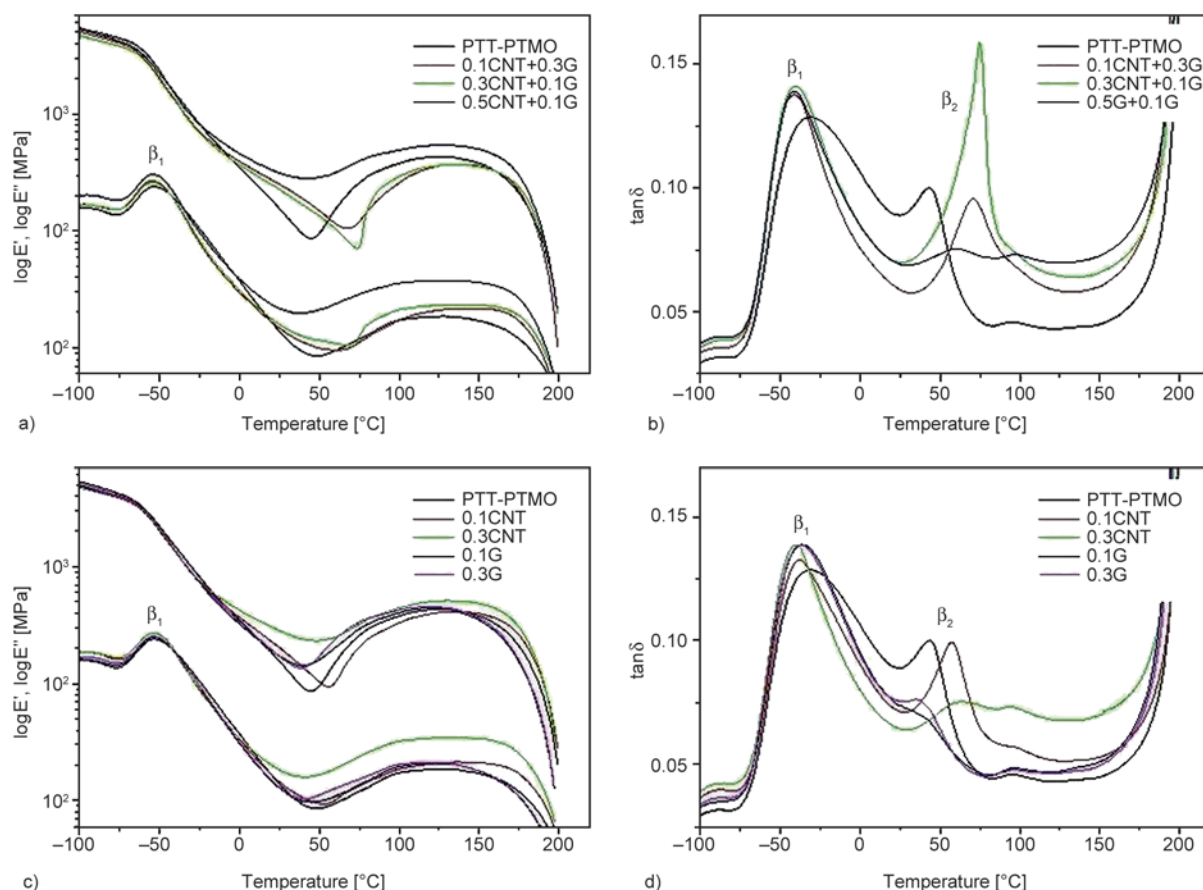 β1
PTT-PTMO
0.1CNT+0.3G
0.3CNT+0.1G
0.5CNT+0.1G
logE', logE" [MPa]
10³
10²
10²
–100 –50 0 50 100 150 200
Temperature [°C]
a)
β1
β2
PTT-PTMO
0.1CNT+0.3G
0.3CNT+0.1G
0.5G+0.1G
tanδ
0.15
0.10
0.05
–100 –50 0 50 100 150 200
Temperature [°C]
b)
β1
PTT-PTMO
0.1CNT
0.3CNT
0.1G
0.3G
logE', logE" [MPa]
10³
10²
10²
–100 –50 0 50 100 150 200
Temperature [°C]
c)
β1
β2
PTT-PTMO
0.1CNT
0.3CNT
0.1G
0.3G
tanδ
0.15
0.10
0.05
–100 –50 0 50 100 150 200
Temperature [°C]
d)